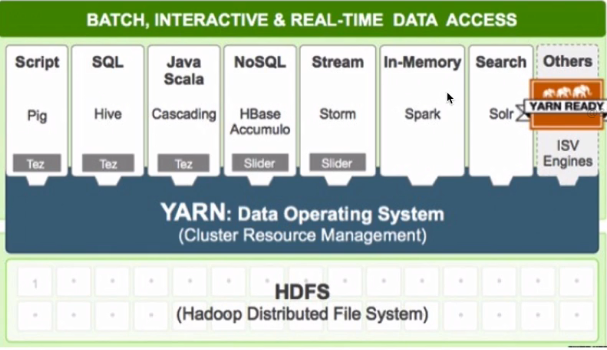 BATCH, INTERACTIVE & REAL-TIME DATA ACCESS
Script
Pig
Tez
SQL
Hive
Tez
Java
Scala
Cascading
Tez
NoSQL
HBase
Accumulo
Slider
Stream
Storm
Slider
In-Memory
Spark
Search
Solr
Others
YARN READY
ISV
Engines
YARN: Data Operating System
(Cluster Resource Management)
1
HDFS
(Hadoop Distributed File System)